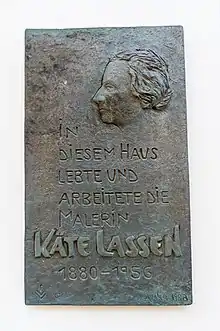 IN
DIESEM HAUS
LEBTE UND
ARBEITETE DIE
MALERIN
KÄTE LASSEN
1880-1956